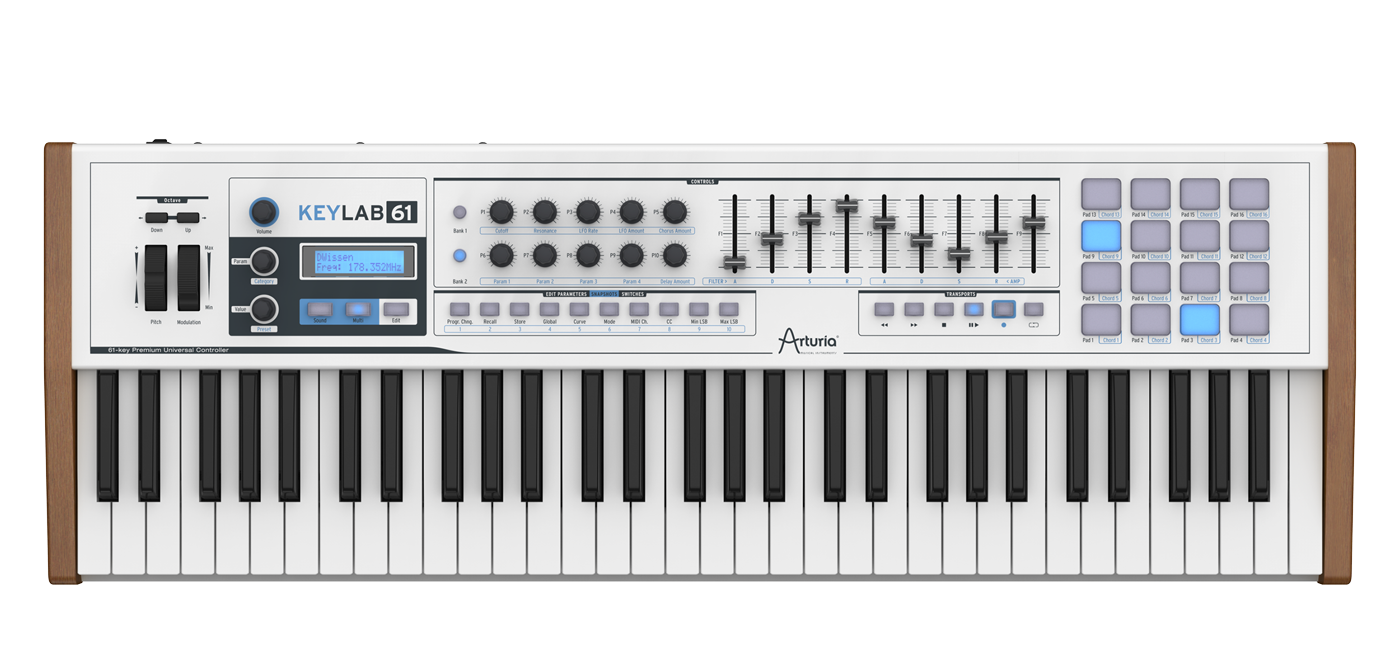 Octave
Down Up
Max
Min
Pitch Modulation
Volume
KEYLAB 61
Param
Category
Value
Preset
DWissen
Freq: 178.352MHz
Sound Multi Edit
61-key Premium Universal Controller
CONTROLS
Bank 1
P1 P2 P3 P4 P5
Cutoff Resonance LFO Rate LFO Amount Chorus Amount
Bank 2
P6 P7 P8 P9 P10
Param 1 Param 2 Param 3 Param 4 Delay Amount
F1 F2 F3 F4 F5 F6 F7 F8 F9
FILTER A D S R A D S R AMP
EDIT PARAMETERS SNAPSHOTS SWITCHES
Progr. Chng. Recall Store Global Curve Mode MIDI Ch. CC Min LSB Max LSB
1 2 3 4 5 6 7 8 9 10
TRANSPORTS
Arturia
Pad 13 Chord 13 Pad 14 Chord 14 Pad 15 Chord 15 Pad 16 Chord 16
Pad 9 Chord 9 Pad 10 Chord 10 Pad 11 Chord 11 Pad 12 Chord 12
Pad 5 Chord 5 Pad 6 Chord 6 Pad 7 Chord 7 Pad 8 Chord 8
Pad 1 Chord 1 Pad 2 Chord 2 Pad 3 Chord 3 Pad 4 Chord 4